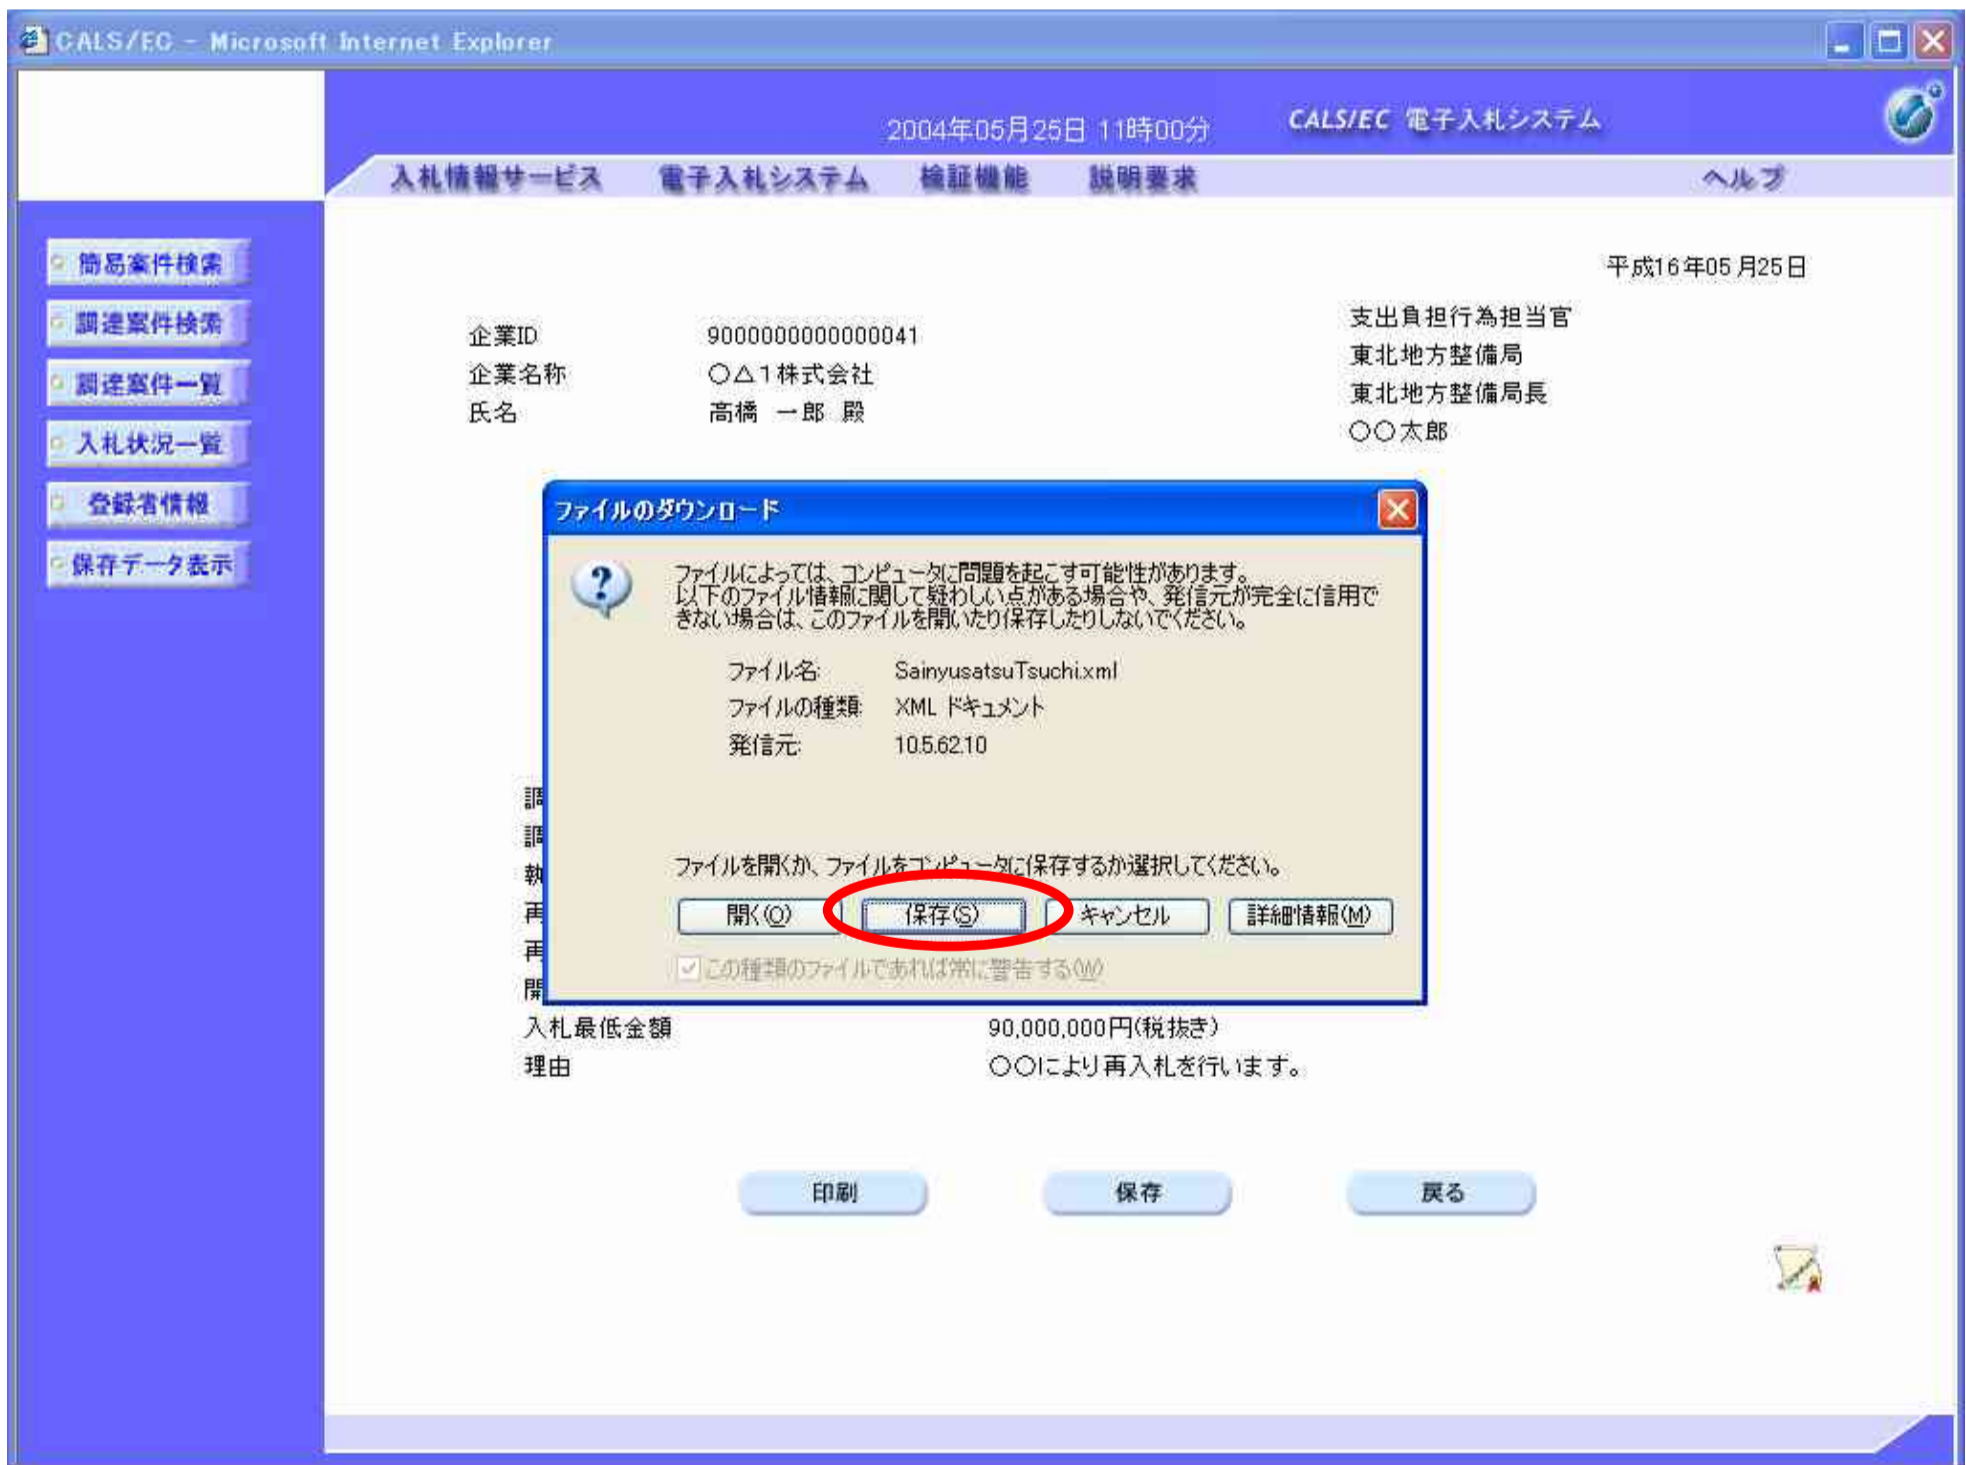 CALS/EC - Microsoft Internet Explorer
2004年05月25日 11時00分
CALS/EC 電子入札システム
入札情報サービス 電子入札システム 検証機能 説明要求 ヘルプ
簡易案件検索
調達案件検索
調達案件一覧
入札状況一覧
登録者情報
保存データ表示
平成16年05月25日
支出負担行為担当官
東北地方整備局
東北地方整備局長
〇〇太郎
企業ID 9000000000000041
企業名称 〇△1株式会社
氏名 高橋 一郎 殿
ファイルのダウンロード
ファイルによっては、コンピュータに問題を起こす可能性があります。
以下のファイル情報に関して疑わしい点がある場合や、発信元が完全に信用で
きない場合は、このファイルを開いたり保存したりしないでください。
ファイル名: SainyusatsuTsuchi.xml
ファイルの種類: XML ドキュメント
発信元: 10.5.62.10
ファイルを開くか、ファイルをコンピュータに保存するか選択してください。
開く(O) 保存(S) キャンセル 詳細情報(M)
この種類のファイルであれば常に警告する(W)
調
調
執
再
再
開
入札最低金額 90,000,000円(税抜き)
理由 〇〇により再入札を行います。
印刷 保存 戻る